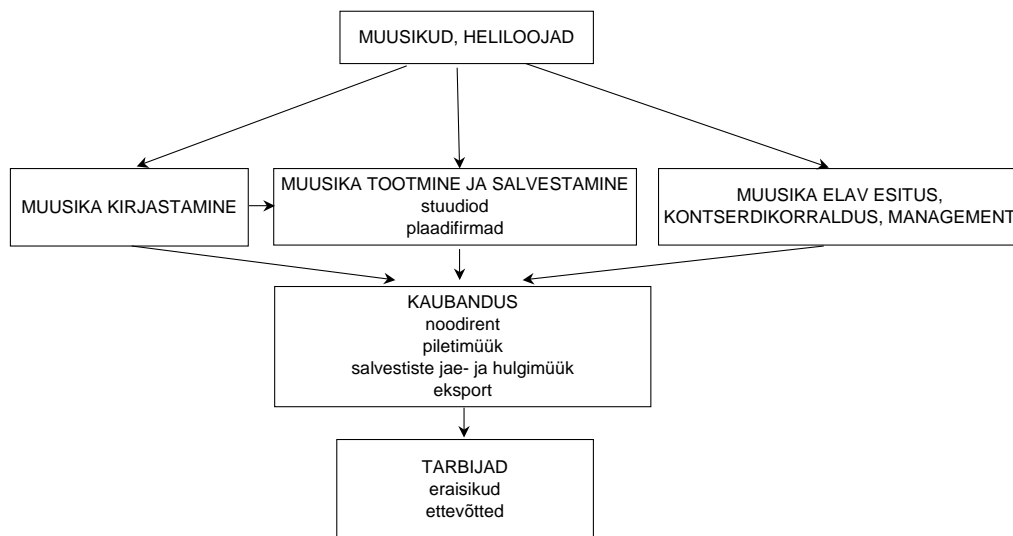 MUUSIKUD, HELILOOJAD
MUUSIKA KIRJASTAMINE
MUUSIKA TOOTMINE JA SALVESTAMINE
stuudiod
plaadifirmad
MUUSIKA ELAV ESITUS,
KONTSERDIKORRALDUS, MANAGEMENT
KAUBANDUS
noodirent
piletimüük
salvestiste jae- ja hulgimüük
eksport
TARBIJAD
eraisikud
ettevõtted